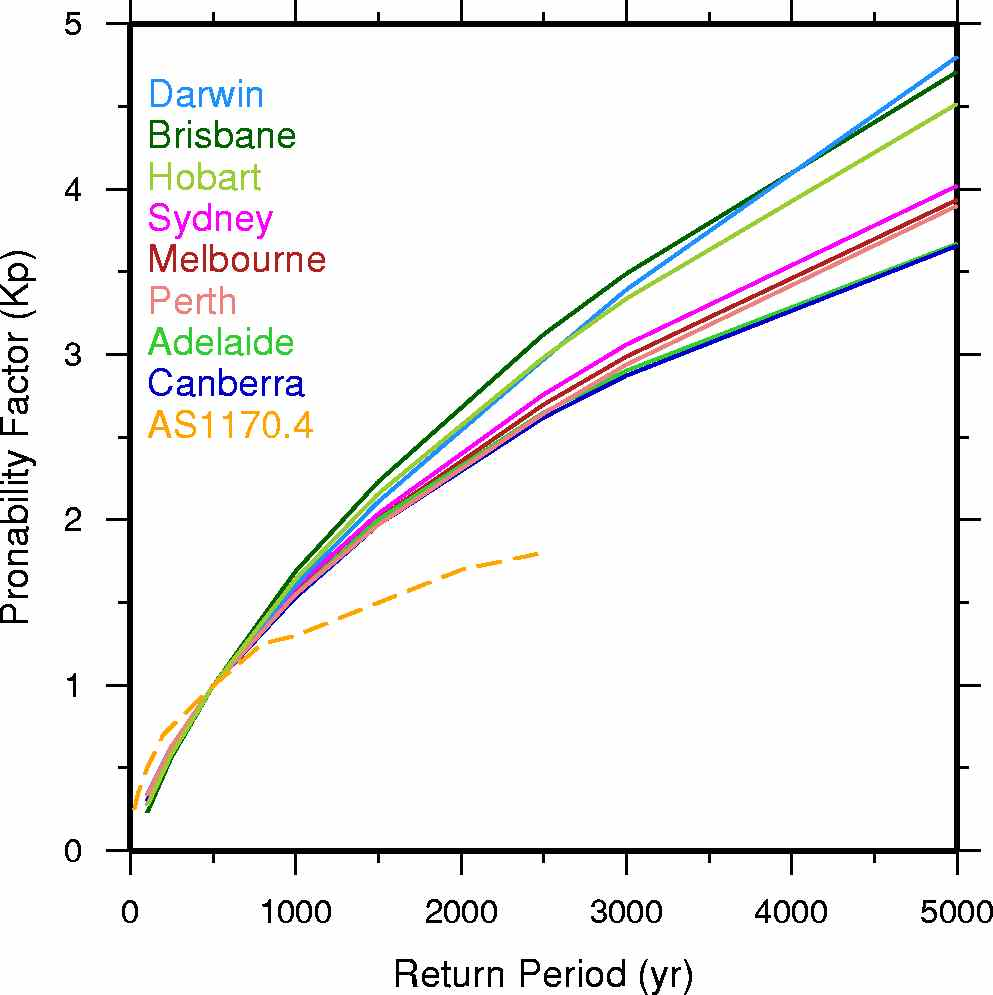 5
4
3
2
1
0
Pronability Factor (Kp)
Darwin
Brisbane
Hobart
Sydney
Melbourne
Perth
Adelaide
Canberra
AS1170.4
0 1000 2000 3000 4000 5000
Return Period (yr)